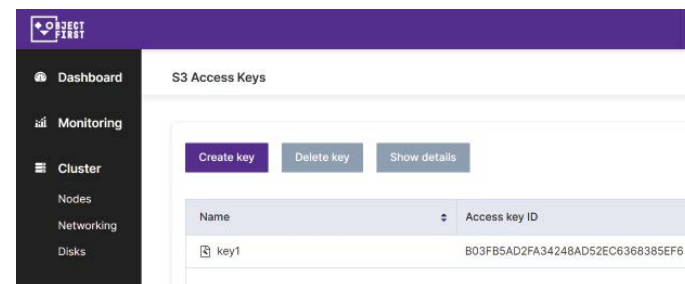 OBJECT
FIRST
Dashboard
S3 Access Keys
Monitoring
Create key Delete key Show details
Cluster
Nodes
Name Access key ID
Networking
Disks
key1 B03FB5AD2FA34248AD52EC6368385EF6